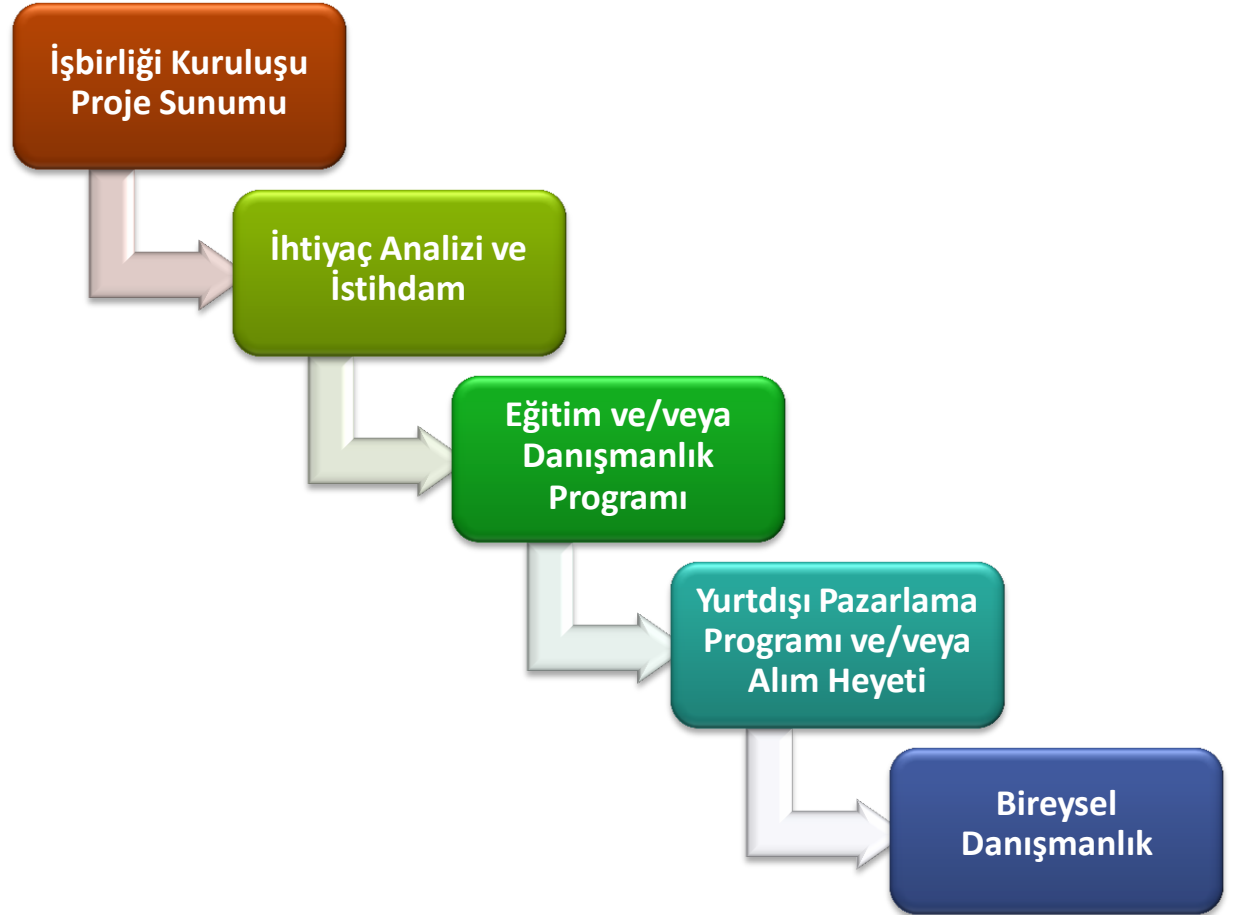 İşbirliği Kuruluşu
Proje Sunumu
İhtiyaç Analizi ve
İstihdam
Eğitim ve/veya
Danışmanlık
Programı
Yurtdışı Pazarlama
Programı ve/veya
Alım Heyeti
Bireysel
Danışmanlık